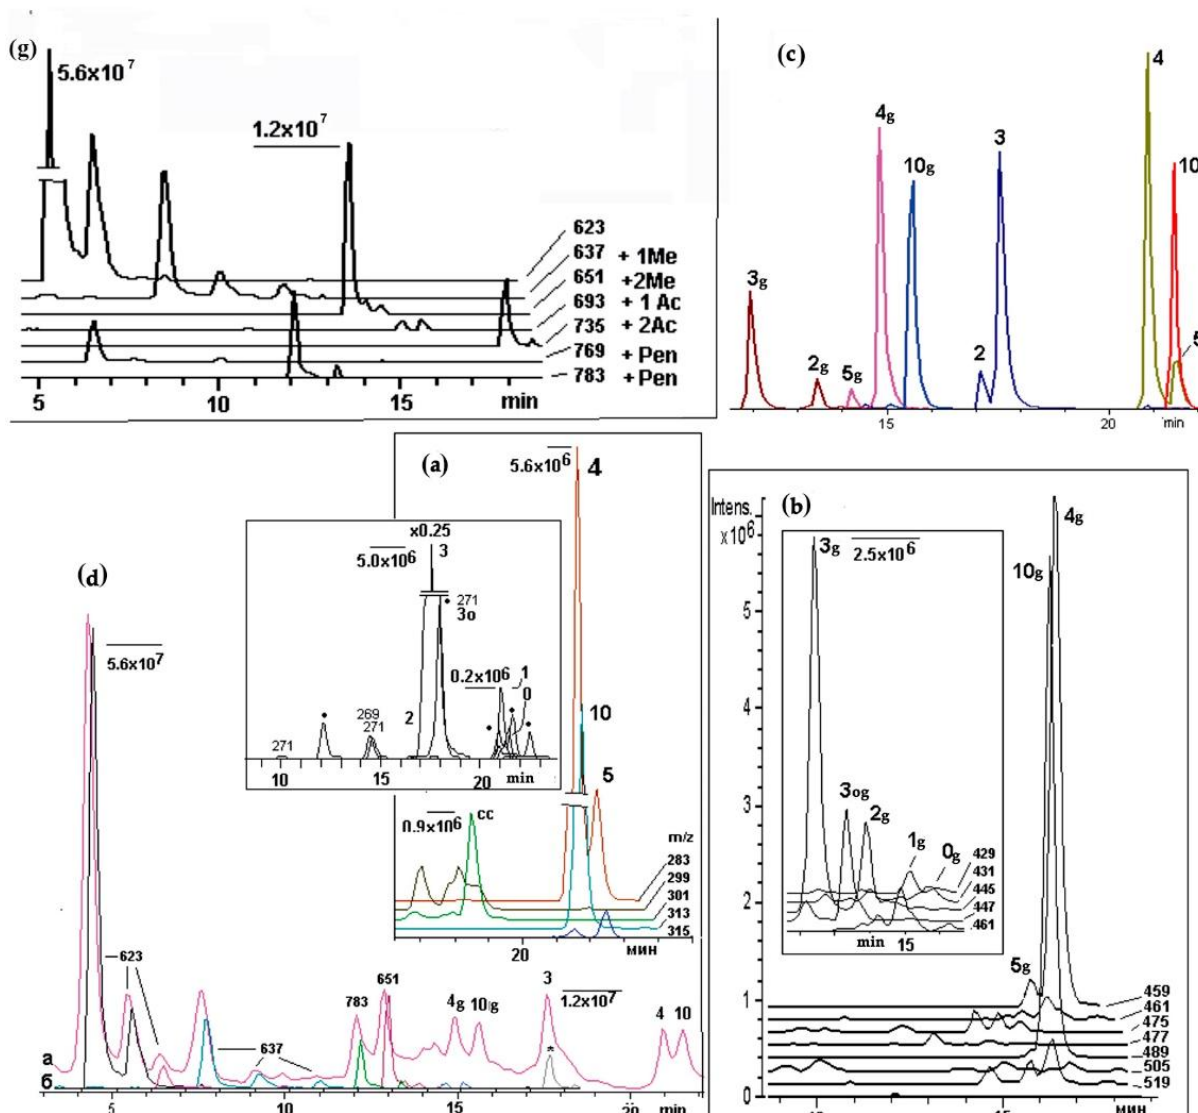 (g)
5.6x10⁷
1.2x10⁷
623
637 + 1Me
651 +2Me
693 + 1 Ac
735 + 2Ac
769 + Pen
783 + Pen
5 10 15 min
(c)
4
4g
10g
3
10
3g
2g
5g
2
5
15 20 min
(a)
5.6x10⁶
4
10
5
0.9x10⁶
cc
m/z
283
299
301
313
315
20 мин
x0.25
5.0x10⁶
3
271
3o
0.2x10⁶
1
0
2
269
271
271
10 15 20 min
(d)
5.6x10⁷
623
637
783
651
4g
10g
3
1.2x10⁷
4
10
*
а
б
5 10 15 20 min
(b)
Intens.
x10⁶
5
3
2
1
0
4g
10g
5g
3g
2.5x10⁶
3og
2g
1g
0g
429
431
445
447
461
min 15
459
461
475
477
489
505
519
10 15 мин